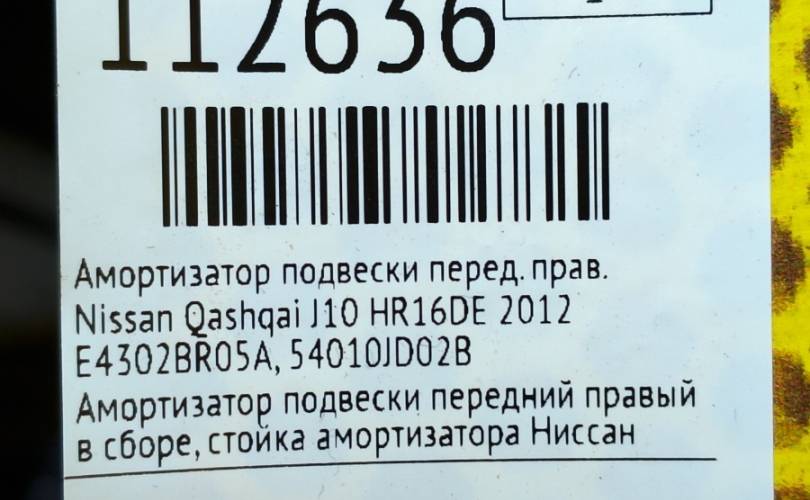 112636
Амортизатор подвески перед. прав.
Nissan Qashqai J10 HR16DE 2012
E4302BR05A, 54010JD02B
Амортизатор подвески передний правый
в сборе, стойка амортизатора Ниссан